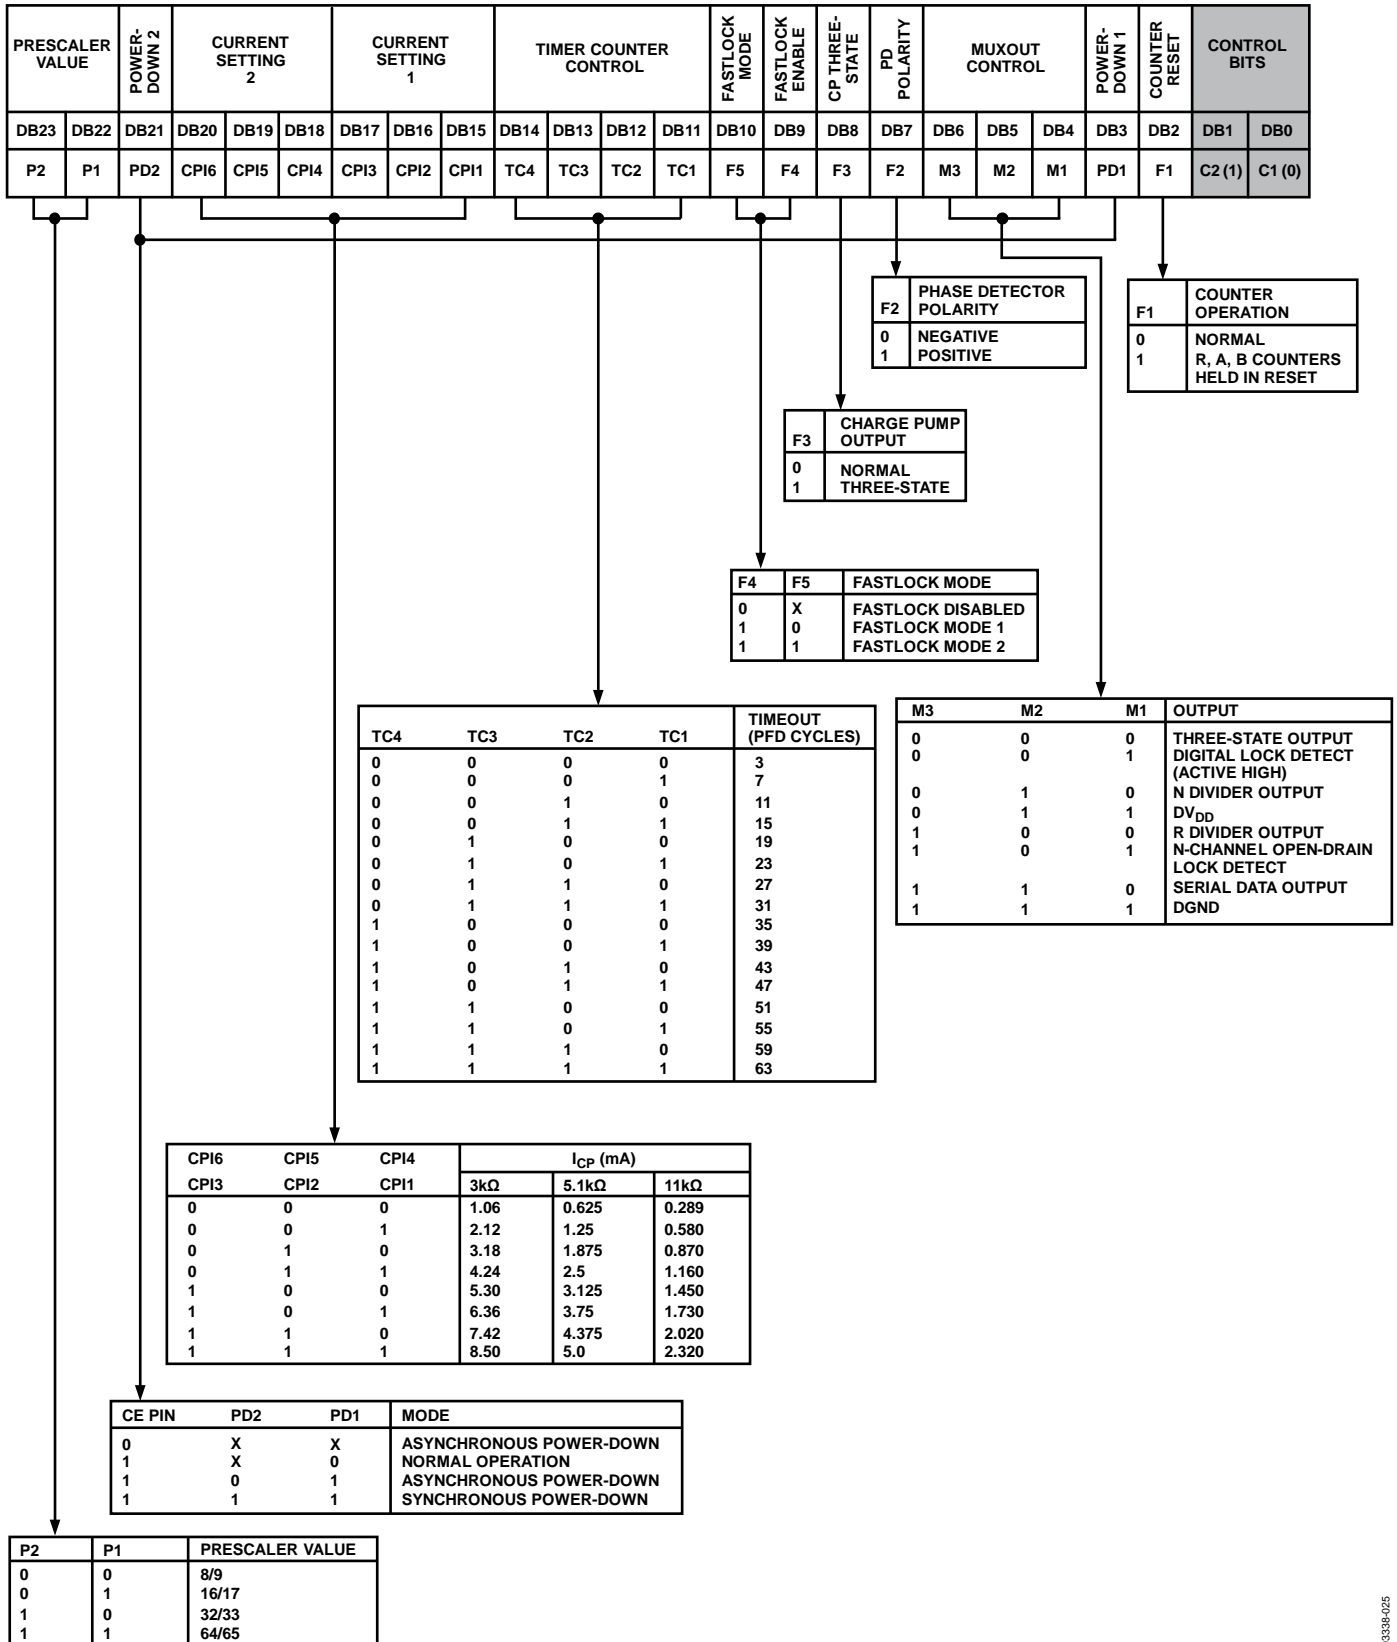 PRESCALER VALUE
POWER-DOWN 2
CURRENT SETTING 2
CURRENT SETTING 1
TIMER COUNTER CONTROL
FASTLOCK MODE
FASTLOCK ENABLE
CP THREE-STATE
PD POLARITY
MUXOUT CONTROL
POWER-DOWN 1
COUNTER RESET
CONTROL BITS
DB23 DB22 DB21 DB20 DB19 DB18 DB17 DB16 DB15 DB14 DB13 DB12 DB11 DB10 DB9 DB8 DB7 DB6 DB5 DB4 DB3 DB2 DB1 DB0
P2 P1 PD2 CPI6 CPI5 CPI4 CPI3 CPI2 CPI1 TC4 TC3 TC2 TC1 F5 F4 F3 F2 M3 M2 M1 PD1 F1 C2 (1) C1 (0)
F2 PHASE DETECTOR POLARITY
0 NEGATIVE
1 POSITIVE
F1 COUNTER OPERATION
0 NORMAL
1 R, A, B COUNTERS
HELD IN RESET
F3 CHARGE PUMP OUTPUT
0 NORMAL
1 THREE-STATE
F4 F5 FASTLOCK MODE
0 X FASTLOCK DISABLED
1 0 FASTLOCK MODE 1
1 1 FASTLOCK MODE 2
TC4 TC3 TC2 TC1 TIMEOUT (PFD CYCLES)
0 0 0 0 3
0 0 0 1 7
0 0 1 0 11
0 0 1 1 15
0 1 0 0 19
0 1 0 1 23
0 1 1 0 27
0 1 1 1 31
1 0 0 0 35
1 0 0 1 39
1 0 1 0 43
1 0 1 1 47
1 1 0 0 51
1 1 0 1 55
1 1 1 0 59
1 1 1 1 63
M3 M2 M1 OUTPUT
0 0 0 THREE-STATE OUTPUT
0 0 1 DIGITAL LOCK DETECT
(ACTIVE HIGH)
0 1 0 N DIVIDER OUTPUT
0 1 1 DVDD
1 0 0 R DIVIDER OUTPUT
1 0 1 N-CHANNEL OPEN-DRAIN
LOCK DETECT
1 1 0 SERIAL DATA OUTPUT
1 1 1 DGND
CPI6 CPI5 CPI4 ICP (mA)
CPI3 CPI2 CPI1 3kΩ 5.1kΩ 11kΩ
0 0 0 1.06 0.625 0.289
0 0 1 2.12 1.25 0.580
0 1 0 3.18 1.875 0.870
0 1 1 4.24 2.5 1.160
1 0 0 5.30 3.125 1.450
1 0 1 6.36 3.75 1.730
1 1 0 7.42 4.375 2.020
1 1 1 8.50 5.0 2.320
CE PIN PD2 PD1 MODE
0 X X ASYNCHRONOUS POWER-DOWN
1 X 0 NORMAL OPERATION
1 0 1 ASYNCHRONOUS POWER-DOWN
1 1 1 SYNCHRONOUS POWER-DOWN
P2 P1 PRESCALER VALUE
0 0 8/9
0 1 16/17
1 0 32/33
1 1 64/65
3338-025